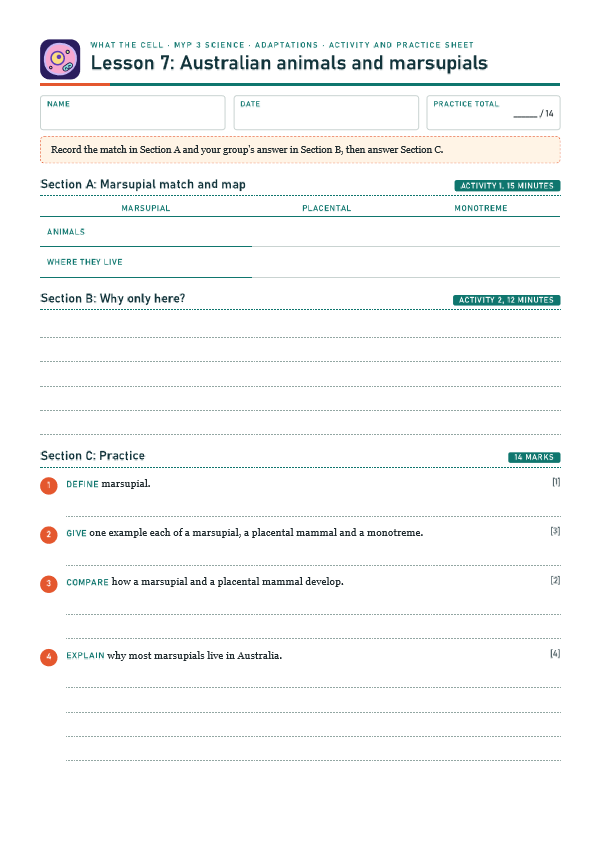 WHAT THE CELL · MYP 3 SCIENCE · ADAPTATIONS · ACTIVITY AND PRACTICE SHEET
Lesson 7: Australian animals and marsupials
NAME
DATE
PRACTICE TOTAL
_____ / 14
Record the match in Section A and your group's answer in Section B, then answer Section C.
Section A: Marsupial match and map
ACTIVITY 1, 15 MINUTES
MARSUPIAL PLACENTAL MONOTREME
ANIMALS
WHERE THEY LIVE
Section B: Why only here?
ACTIVITY 2, 12 MINUTES
Section C: Practice
14 MARKS
1 DEFINE marsupial. [1]
2 GIVE one example each of a marsupial, a placental mammal and a monotreme. [3]
3 COMPARE how a marsupial and a placental mammal develop. [2]
4 EXPLAIN why most marsupials live in Australia. [4]